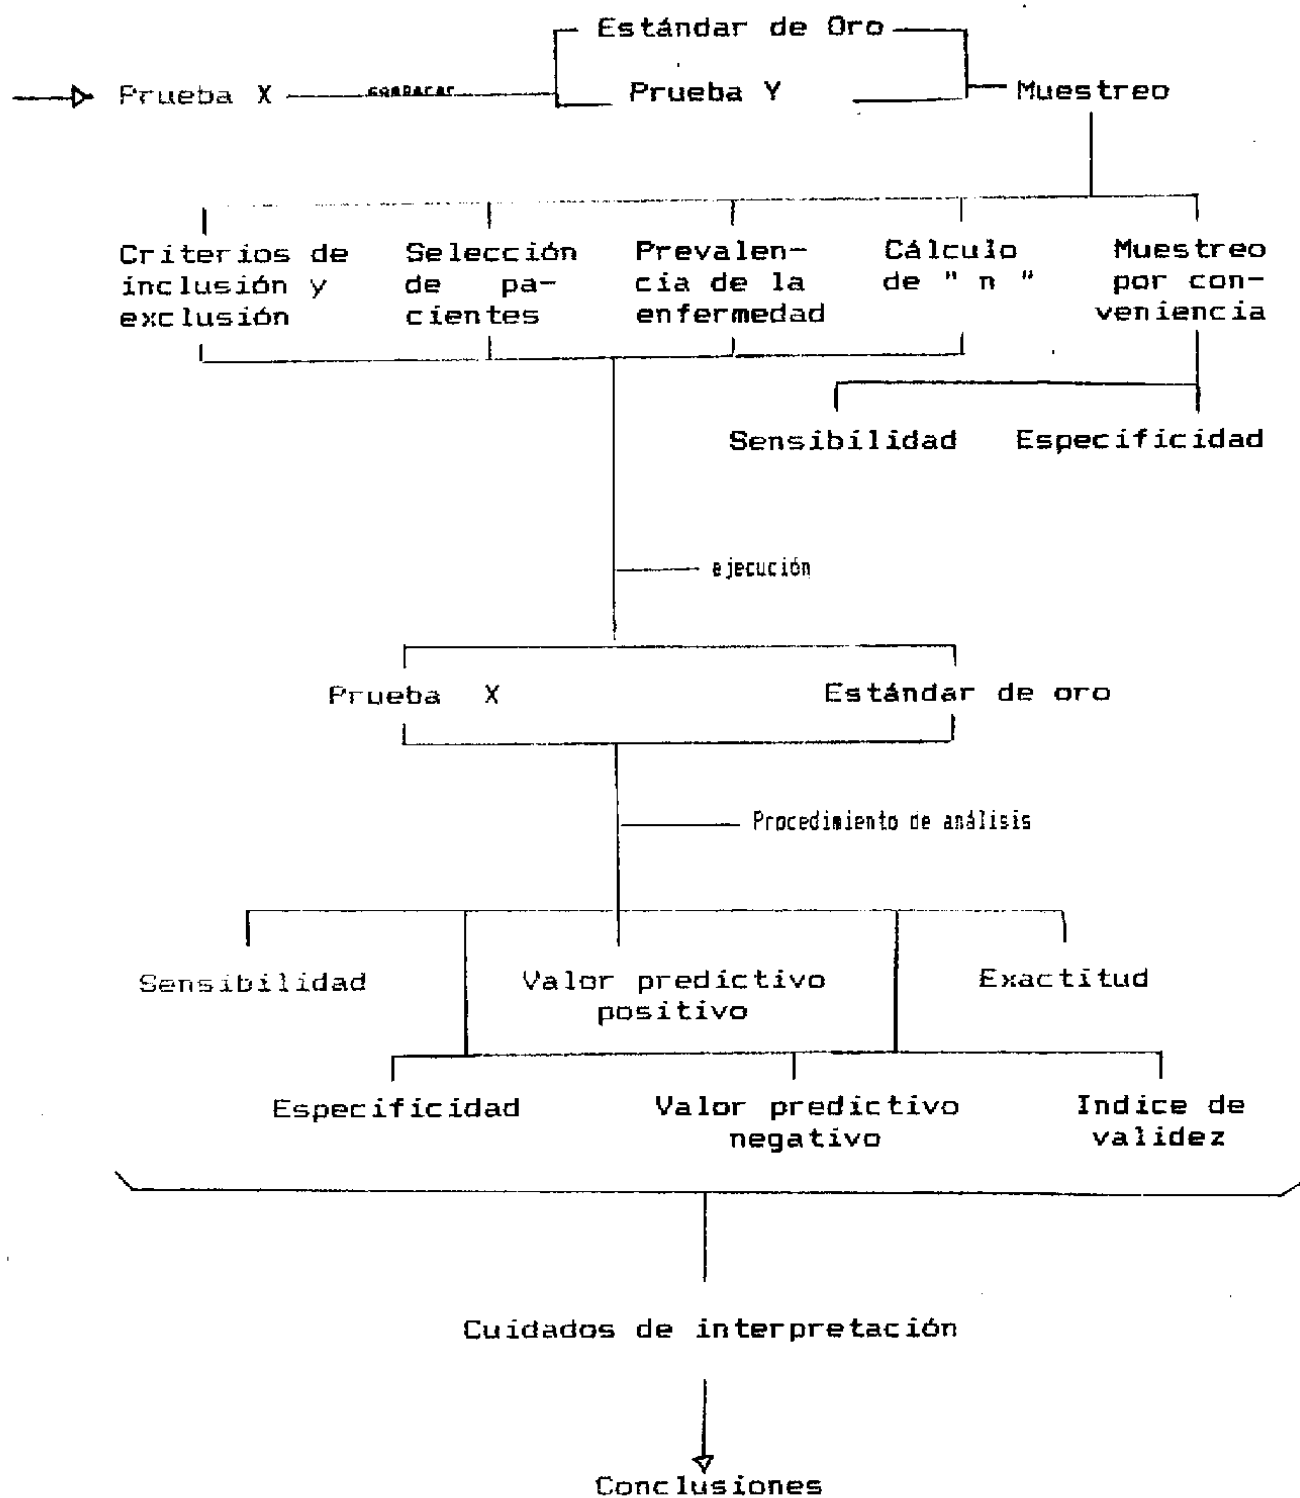 Estándar de Oro
Prueba X comparar Prueba Y Muestreo
Criterios de inclusión y exclusión
Selección de pa-
cientes
Prevalen-
cia de la
enfermedad
Cálculo
de " n "
Muestreo
por con-
veniencia
Sensibilidad Especificidad
ejecución
Prueba X Estándar de oro
Procedimiento de análisis
Sensibilidad
Valor predictivo
positivo
Exactitud
Especificidad
Valor predictivo
negativo
Indice de
validez
Cuidados de interpretación
Conclusiones